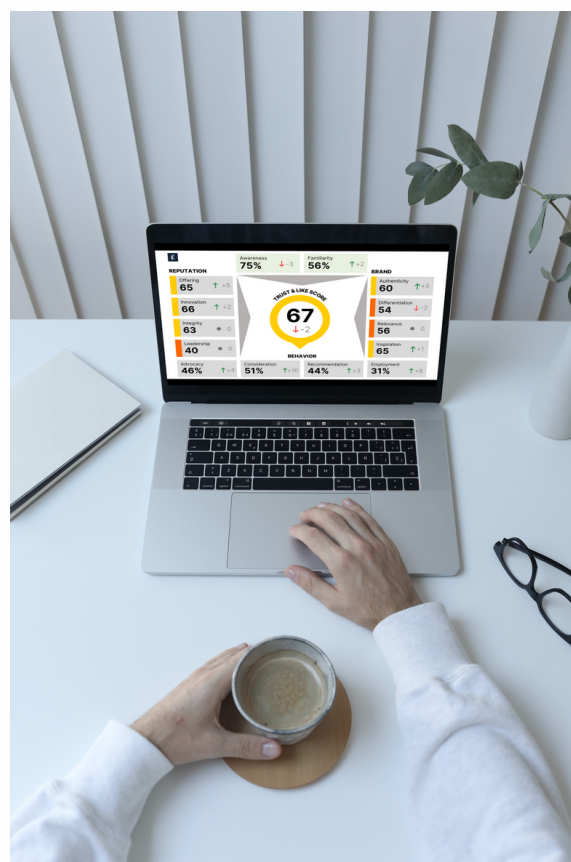 Awareness
75% ↓-3
Familiarity
56% ↑+2
REPUTATION
BRAND
Offering
65 ↑+5
Innovation
66 ↑+2
Integrity
63 0
Leadership
40 0
TRUST & LIKE SCORE
67
↓-2
BEHAVIOR
Authenticity
60 ↑+5
Differentiation
54 ↓-2
Relevance
56 0
Inspiration
65 ↑+1
Advocacy
46% ↑+4
Consideration
51% ↑+10
Recommendation
44% ↑+3
Employment
31% ↑+8